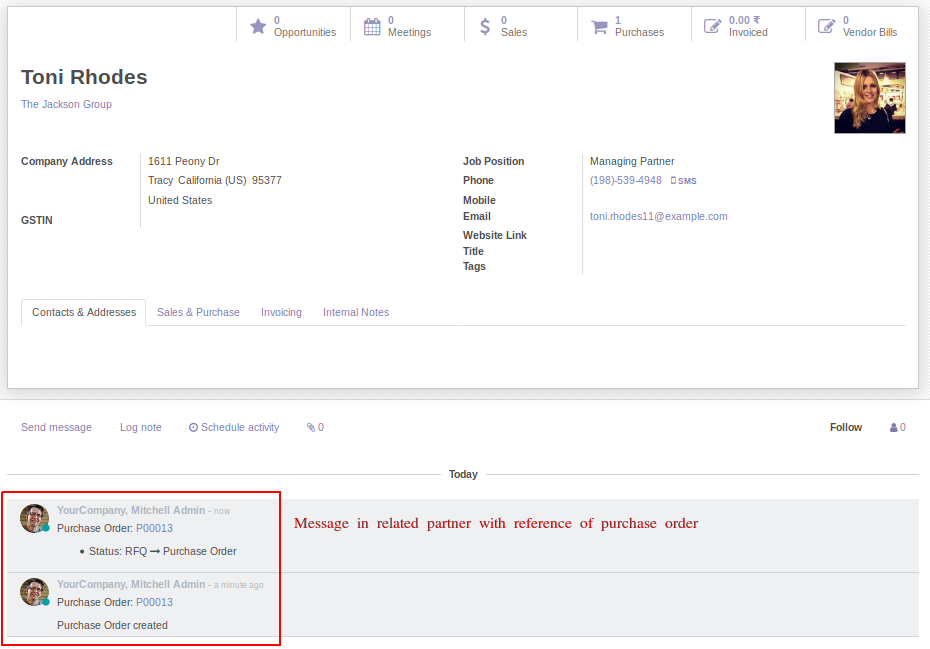 0 Opportunities
0 Meetings
0 Sales
1 Purchases
0.00 ₹ Invoiced
0 Vendor Bills
Toni Rhodes
The Jackson Group
Company Address
1611 Peony Dr
Tracy California (US) 95377
United States
GSTIN
Job Position Managing Partner
Phone (198)-539-4948 SMS
Mobile
Email toni.rhodes11@example.com
Website Link
Title
Tags
Contacts & Addresses Sales & Purchase Invoicing Internal Notes
Send message Log note Schedule activity 0 Follow 0
Today
YourCompany, Mitchell Admin - now
Purchase Order: P00013
• Status: RFQ → Purchase Order
Message in related partner with reference of purchase order
YourCompany, Mitchell Admin - a minute ago
Purchase Order: P00013
Purchase Order created